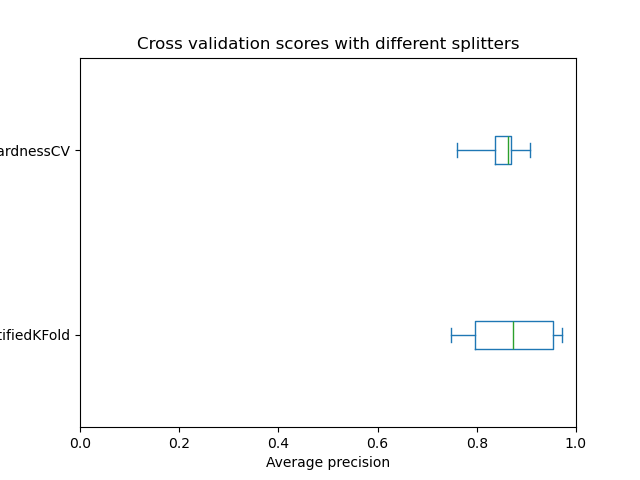 Cross validation scores with different splitters
ardnessCV
tifiedKFold
0.0 0.2 0.4 0.6 0.8 1.0
Average precision